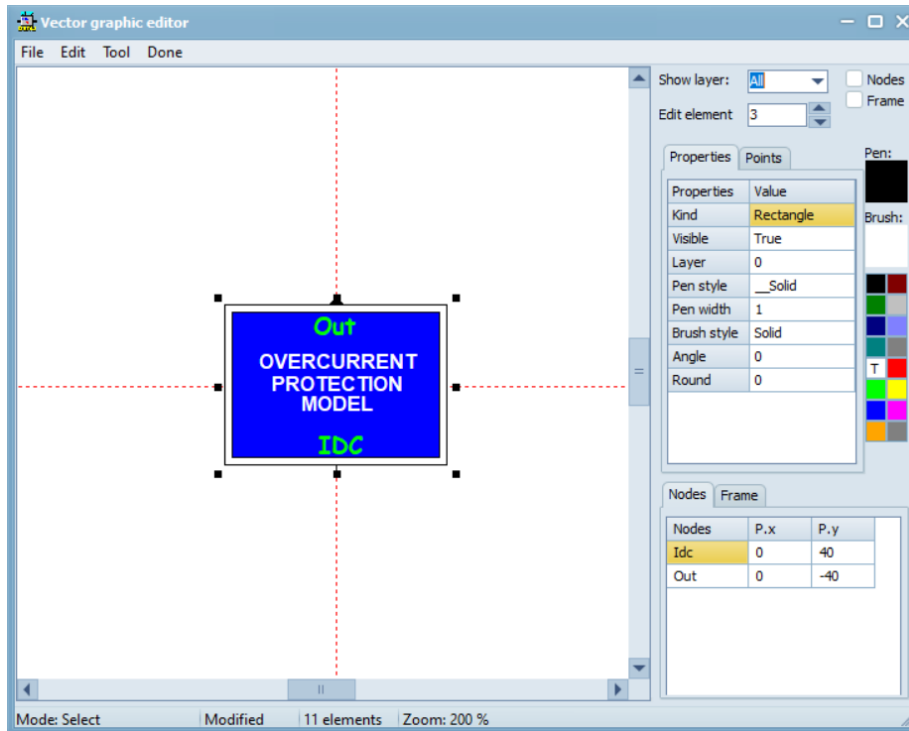 Vector graphic editor
File Edit Tool Done
Show layer: All Nodes
Edit element 3 Frame
Properties Points Pen:
Properties Value
Kind Rectangle Brush:
Visible True
Layer 0
Pen style __Solid
Pen width 1
Brush style Solid
Angle 0
Round 0
T
Out
OVERCURRENT
PROTECTION
MODEL
IDC
Nodes Frame
Nodes P.x P.y
Idc 0 40
Out 0 -40
Mode: Select Modified 11 elements Zoom: 200 %